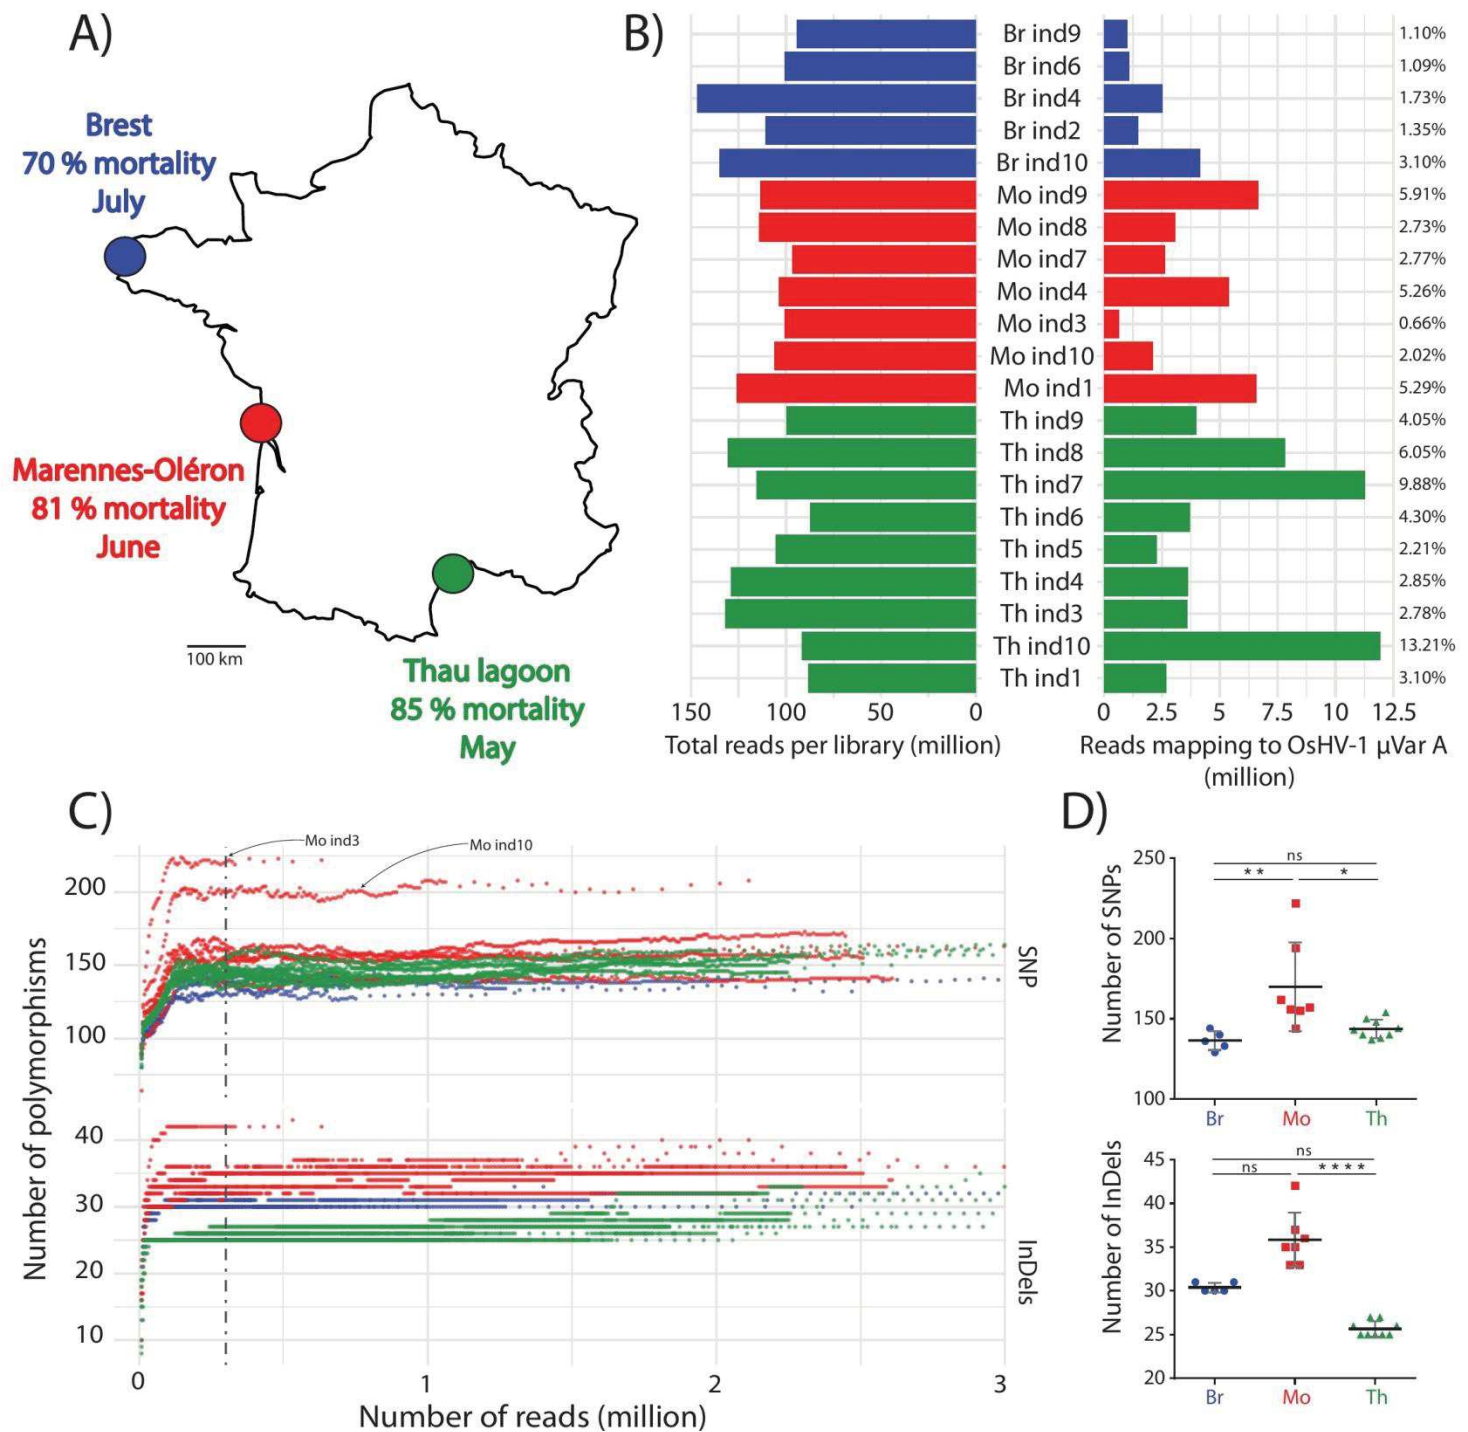 A)
Brest
70 % mortality
July
Marennes-Oléron
81 % mortality
June
Thau lagoon
85 % mortality
May
100 km
B)
Br ind9 1.10%
Br ind6 1.09%
Br ind4 1.73%
Br ind2 1.35%
Br ind10 3.10%
Mo ind9 5.91%
Mo ind8 2.73%
Mo ind7 2.77%
Mo ind4 5.26%
Mo ind3 0.66%
Mo ind10 2.02%
Mo ind1 5.29%
Th ind9 4.05%
Th ind8 6.05%
Th ind7 9.88%
Th ind6 4.30%
Th ind5 2.21%
Th ind4 2.85%
Th ind3 2.78%
Th ind10 13.21%
Th ind1 3.10%
150 100 50 0
Total reads per library (million)
0 2.5 5 7.5 10 12.5
Reads mapping to OsHV-1 µVar A
(million)
C)
Mo ind3
Mo ind10
Number of polymorphisms
200
150
100
SNP
40
30
20
10
InDels
0 1 2 3
Number of reads (million)
D)
Number of SNPs
250
200
150
100
ns
* *
*
Br Mo Th
Number of InDels
45
40
35
30
25
20
ns
ns
* * * *
Br Mo Th